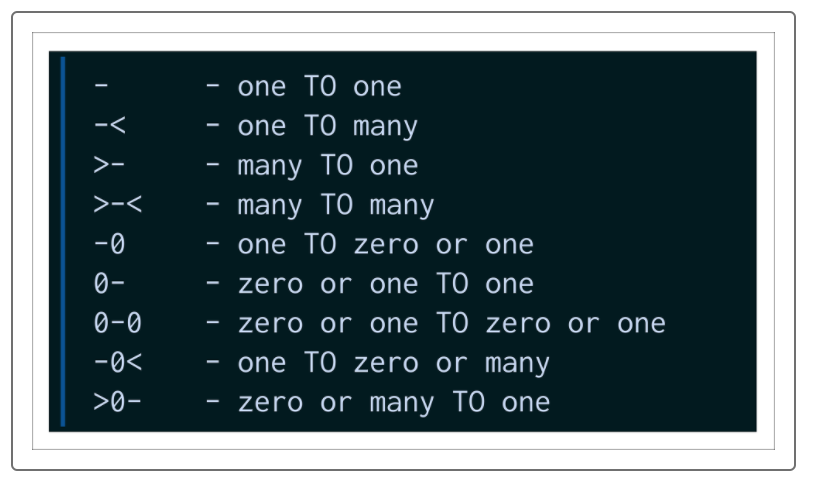 - - one TO one
-< - one TO many
>- - many TO one
>-< - many TO many
-0 - one TO zero or one
0- - zero or one TO one
0-0 - zero or one TO zero or one
-0< - one TO zero or many
>0- - zero or many TO one